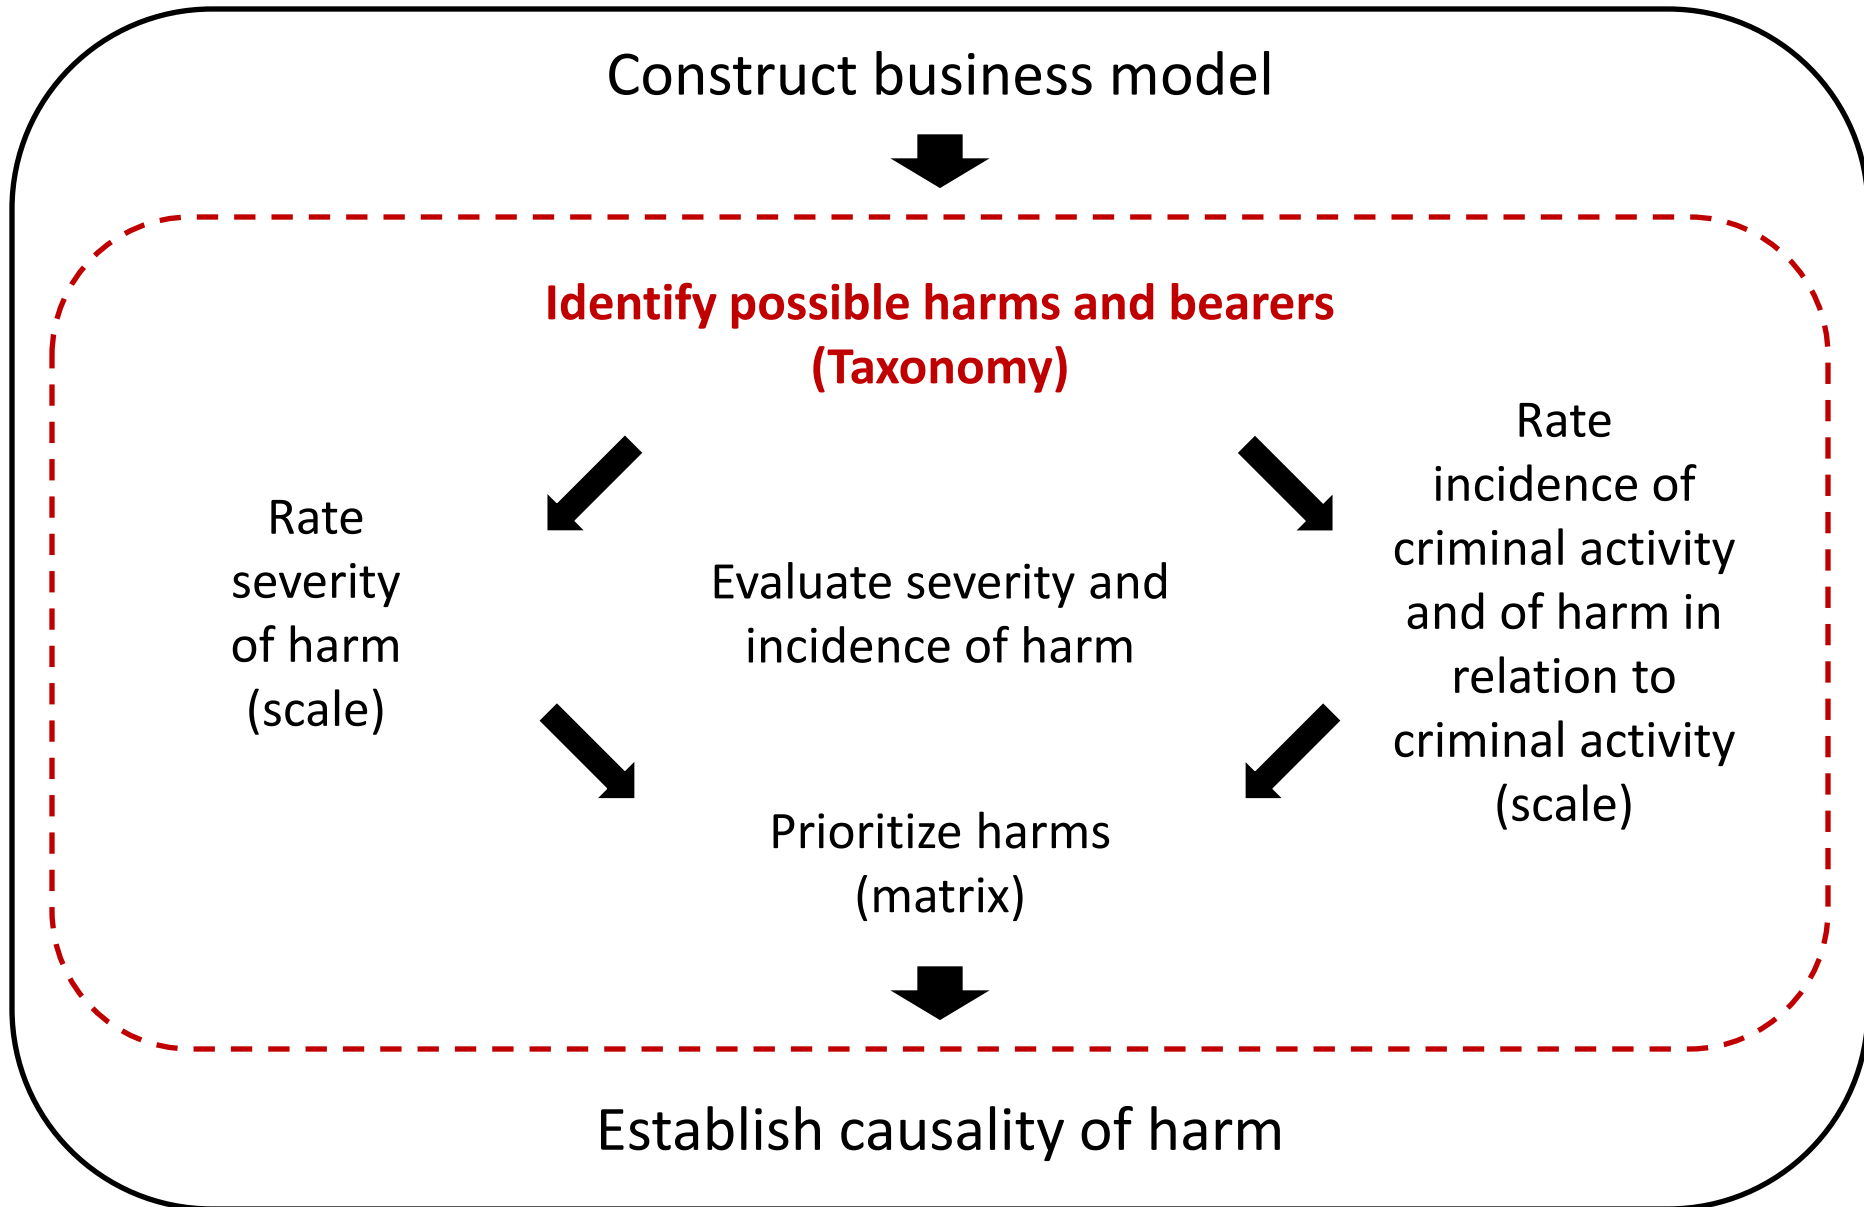 Construct business model
Identify possible harms and bearers
(Taxonomy)
Rate
severity
of harm
(scale)
Evaluate severity and
incidence of harm
Rate
incidence of
criminal activity
and of harm in
relation to
criminal activity
(scale)
Prioritize harms
(matrix)
Establish causality of harm